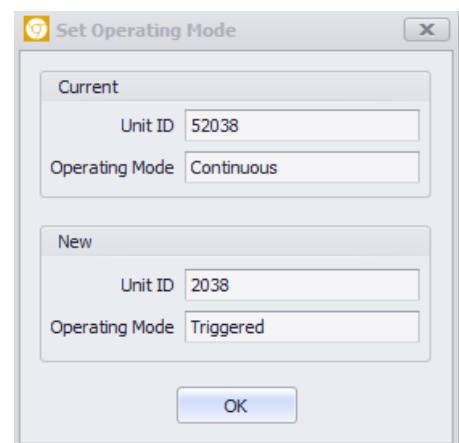 Set Operating Mode
Current
Unit ID 52038
Operating Mode Continuous
New
Unit ID 2038
Operating Mode Triggered
OK